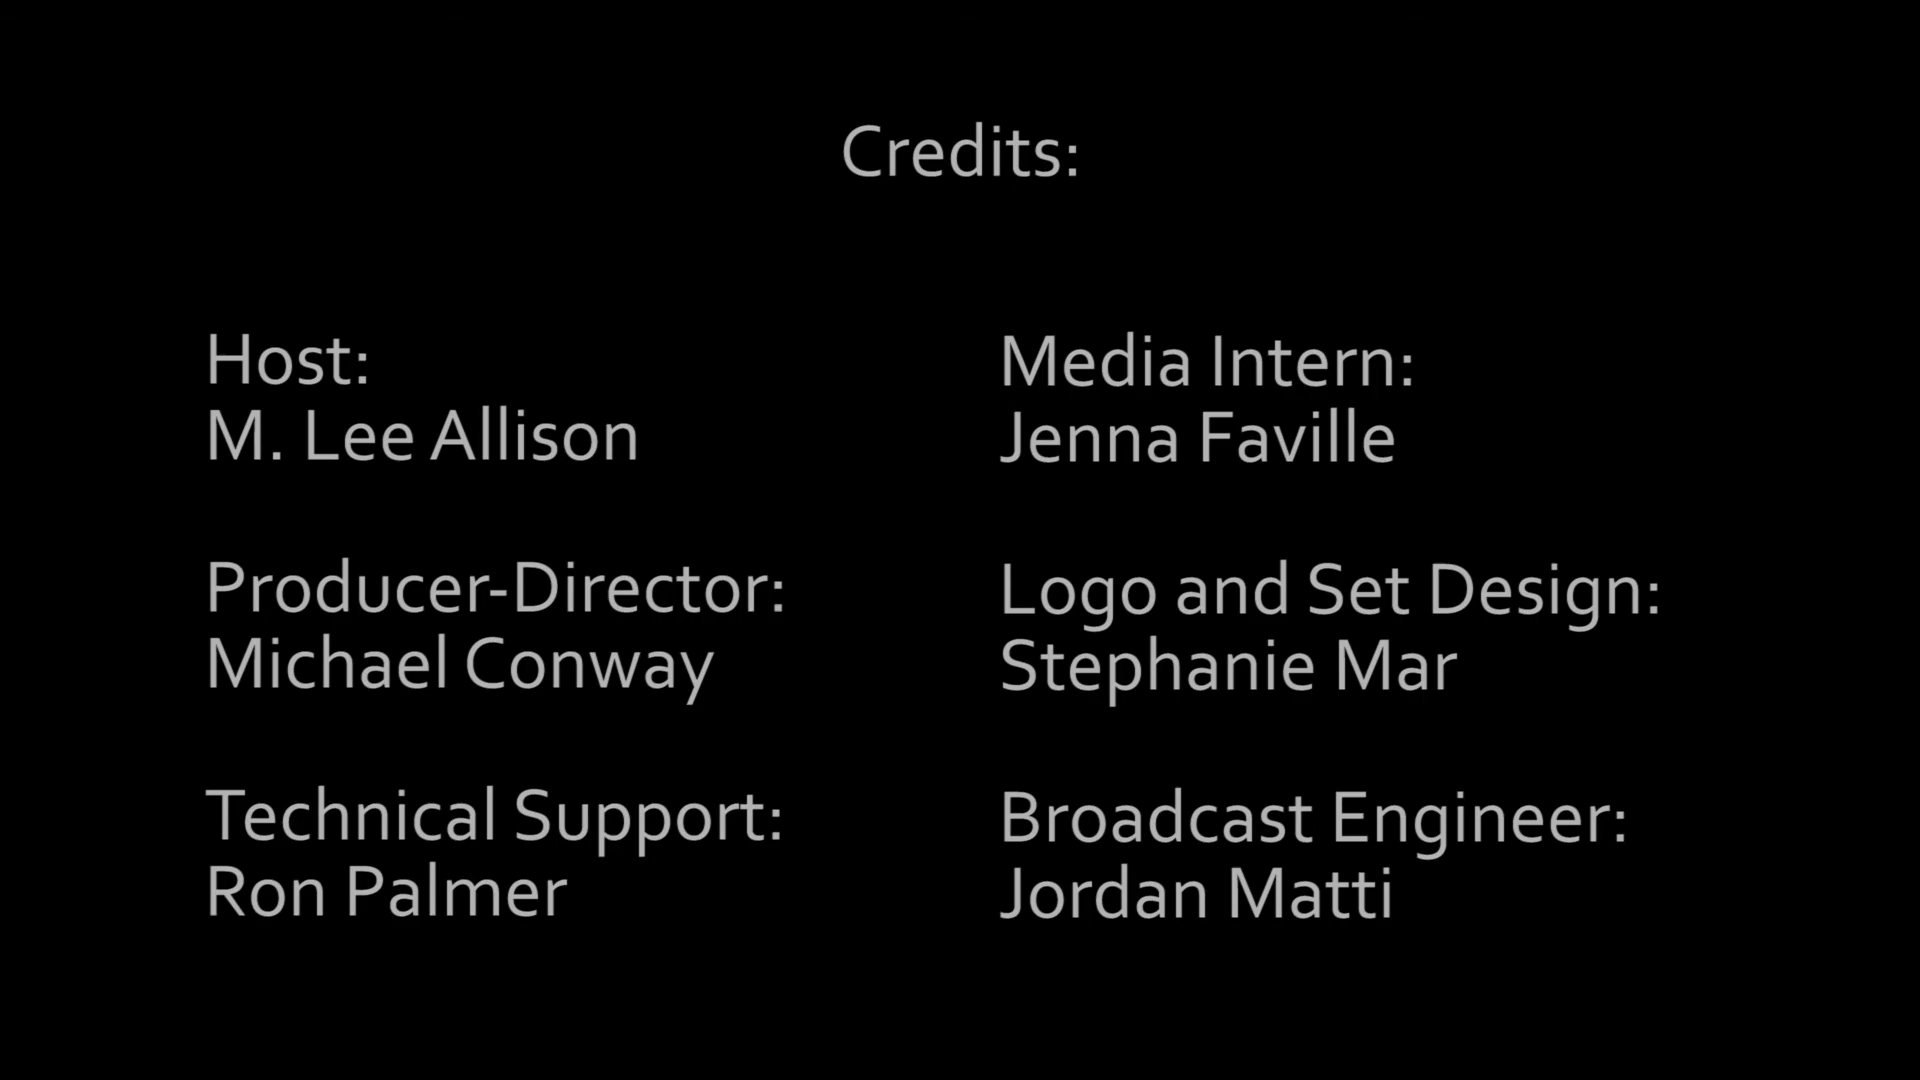 Credits:
Host:
M. Lee Allison
Producer-Director:
Michael Conway
Technical Support:
Ron Palmer
Media Intern:
Jenna Faville
Logo and Set Design:
Stephanie Mar
Broadcast Engineer:
Jordan Matti